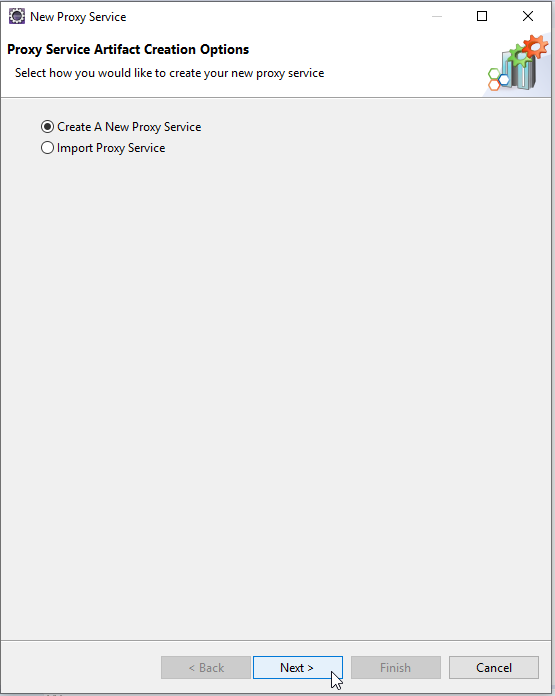 New Proxy Service
Proxy Service Artifact Creation Options
Select how you would like to create your new proxy service
Create A New Proxy Service
Import Proxy Service
< Back
Next >
Finish
Cancel